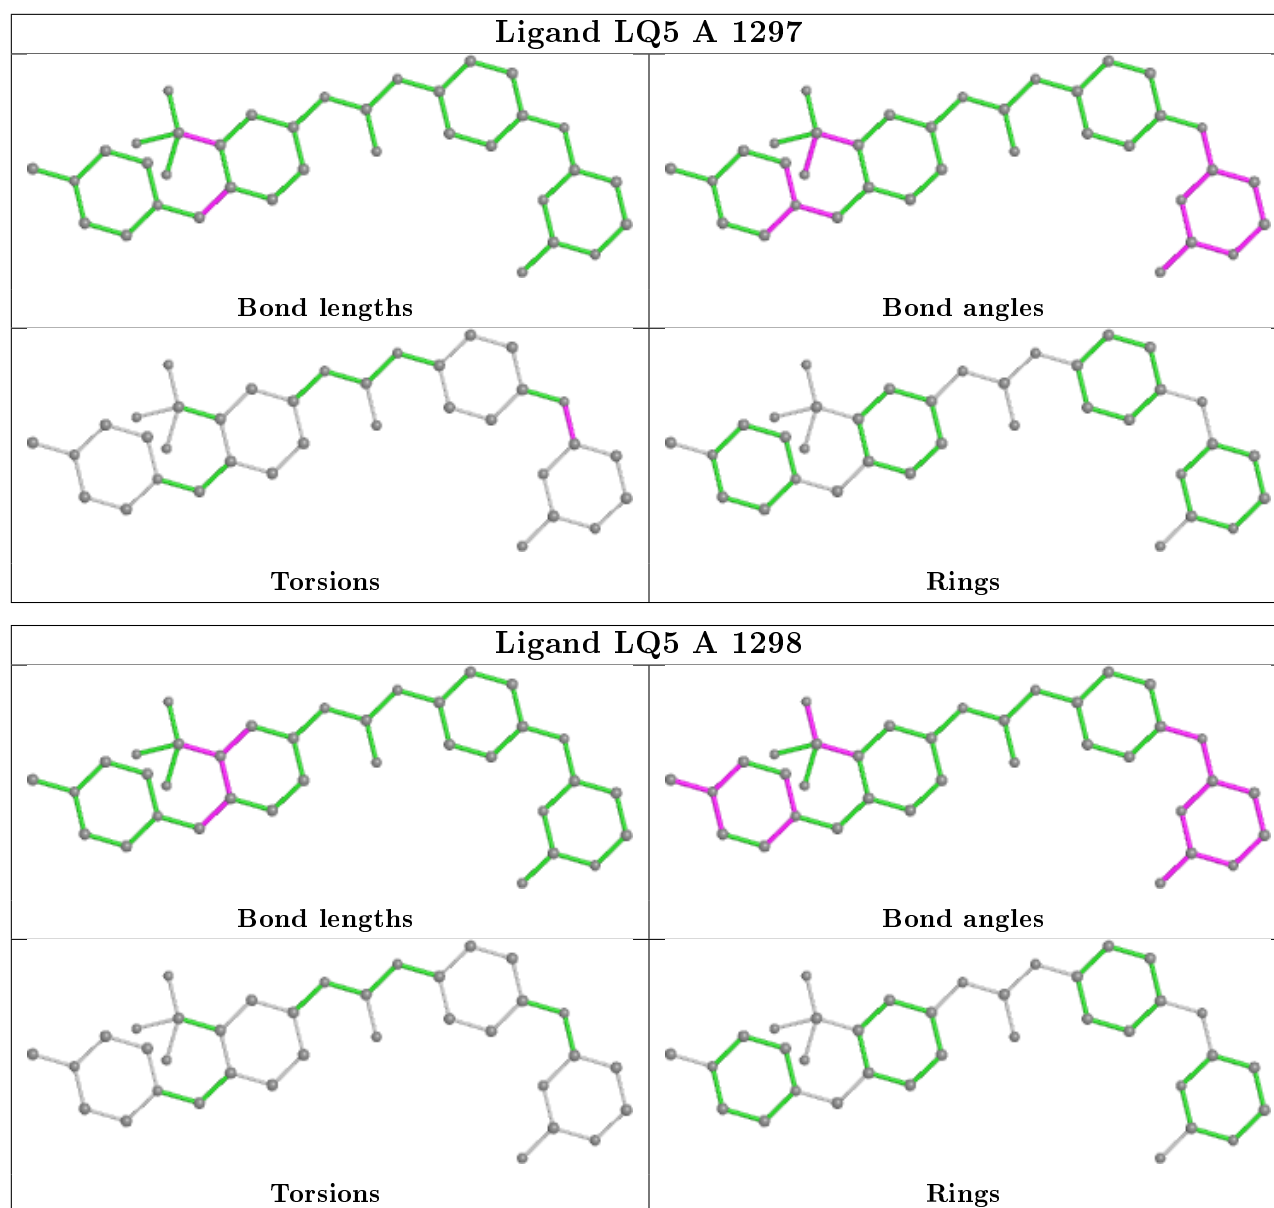 Ligand LQ5 A 1297
Bond lengths
Bond angles
Torsions
Rings
Ligand LQ5 A 1298
Bond lengths
Bond angles
Torsions
Rings